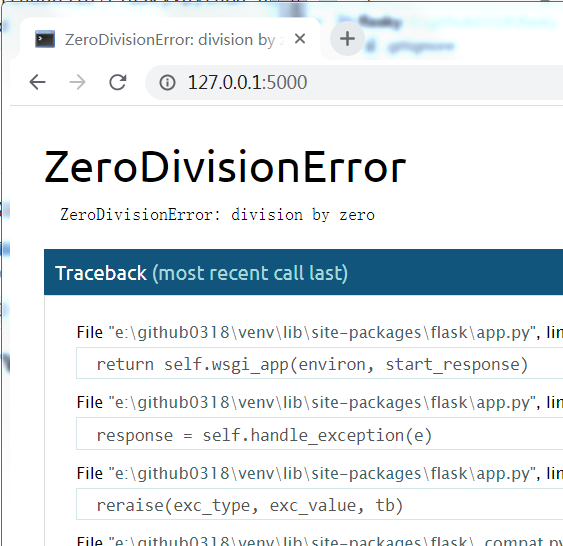 ZeroDivisionError: division by
127.0.0.1:5000
ZeroDivisionError
ZeroDivisionError: division by zero
Traceback (most recent call last)
File "e:\github0318\venv\lib\site-packages\flask\app.py", lin
return self.wsgi_app(environ, start_response)
File "e:\github0318\venv\lib\site-packages\flask\app.py", lin
response = self.handle_exception(e)
File "e:\github0318\venv\lib\site-packages\flask\app.py", lin
reraise(exc_type, exc_value, tb)
File "e:\github0318\venv\lib\site-packages\flask\_compat.py